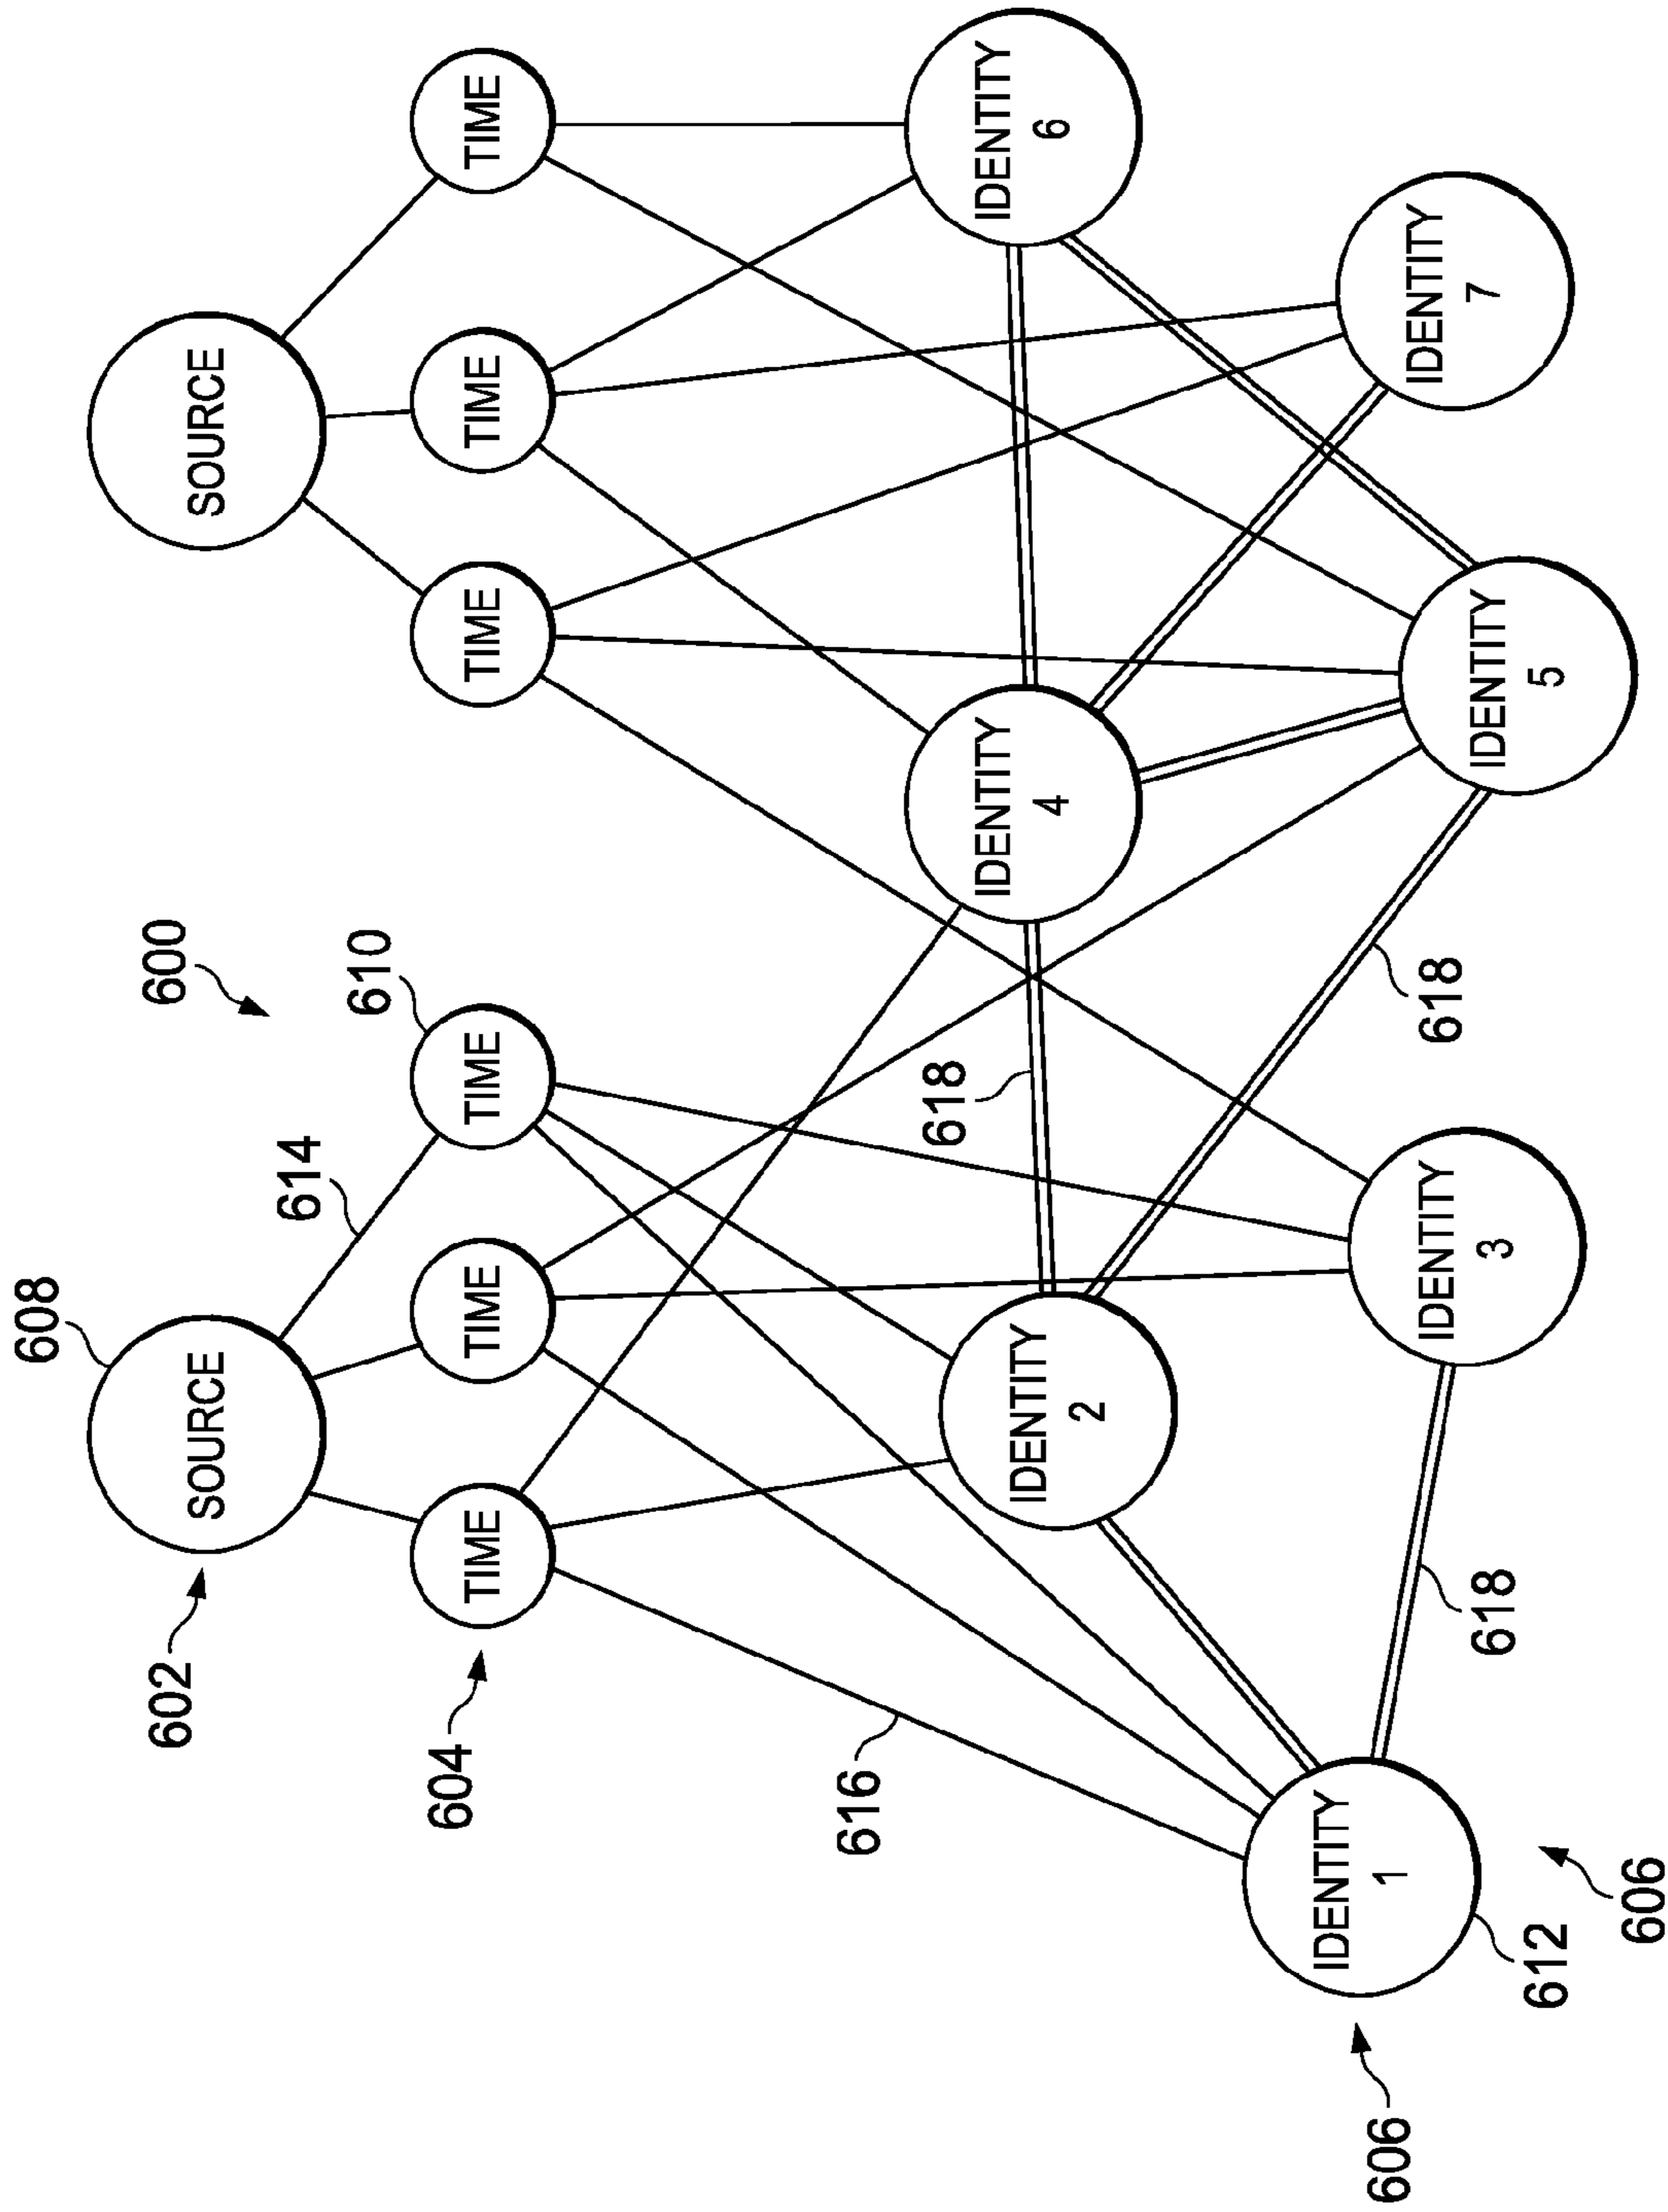 608
600
602
SOURCE
SOURCE
614
610
604
TIME
TIME
TIME
TIME
TIME
TIME
616
618
IDENTITY
4
IDENTITY
6
IDENTITY
2
IDENTITY
1
606
IDENTITY
7
IDENTITY
3
618
IDENTITY
5
618
612
606